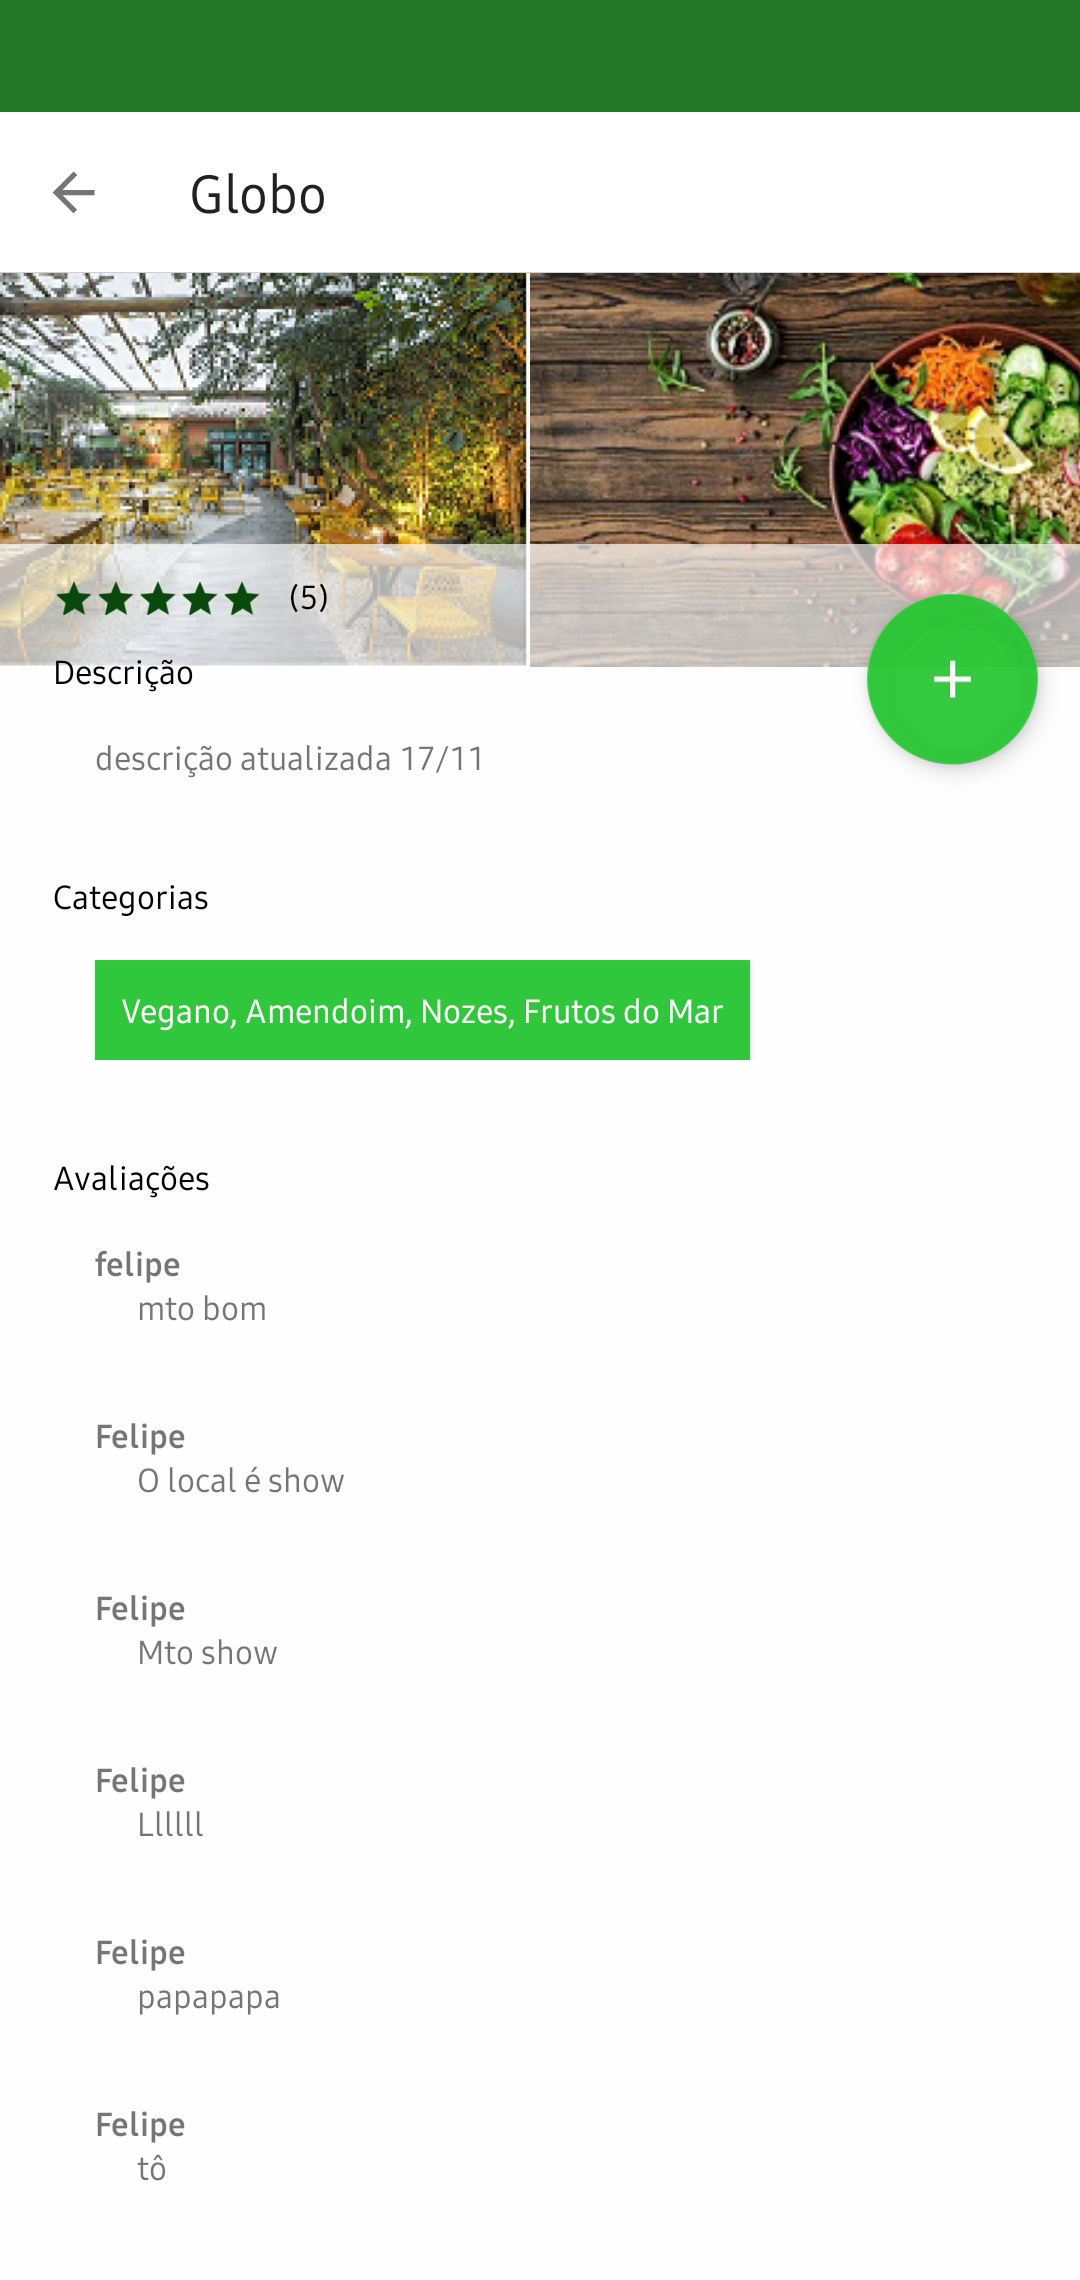 Globo
(5)
Descrição
descrição atualizada 17/11
Categorias
Vegano, Amendoim, Nozes, Frutos do Mar
Avaliações
felipe
mto bom
Felipe
O local é show
Felipe
Mto show
Felipe
Llllll
Felipe
papapapa
Felipe
tô